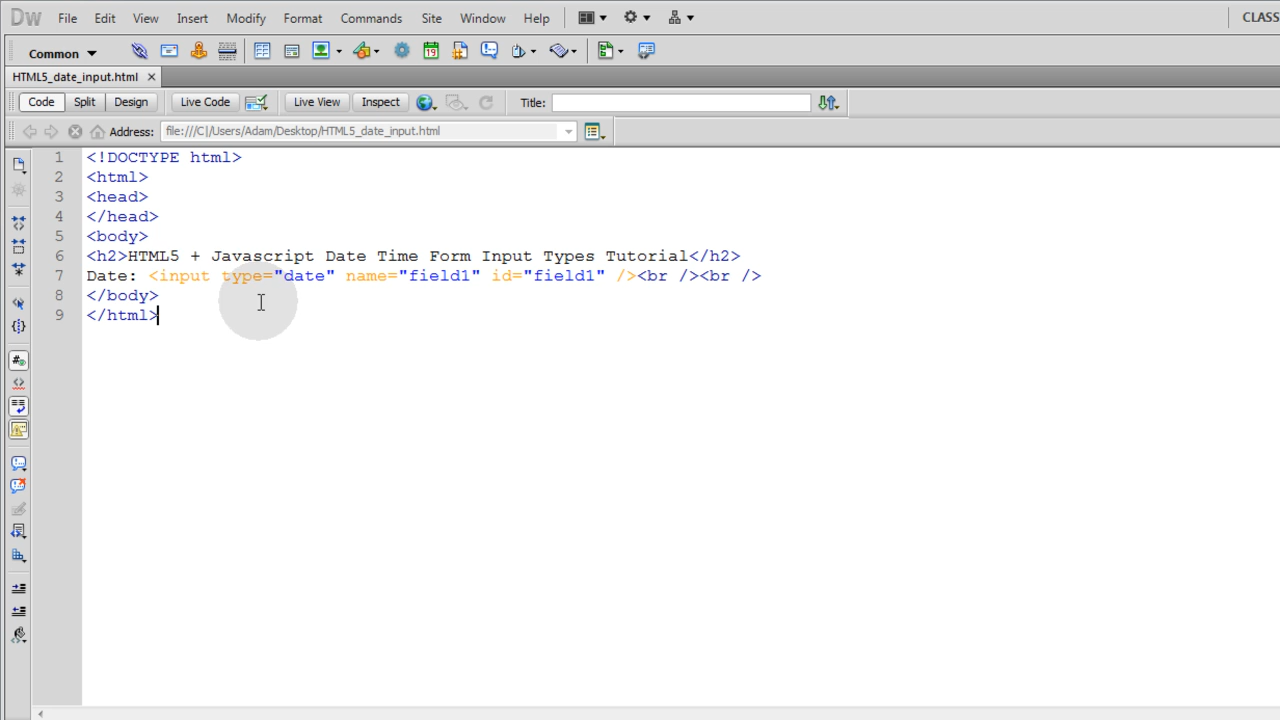 Dw File Edit View Insert Modify Format Commands Site Window Help CLASS
Common
HTML5_date_input.html
Code Split Design Live Code Live View Inspect Title:
Address: file:///C|/Users/Adam/Desktop/HTML5_date_input.html
1 <!DOCTYPE html>
2 <html>
3 <head>
4 </head>
5 <body>
6 <h2>HTML5 + Javascript Date Time Form Input Types Tutorial</h2>
7 Date: <input type="date" name="field1" id="field1" /><br /><br />
8 </body>
9 </html>